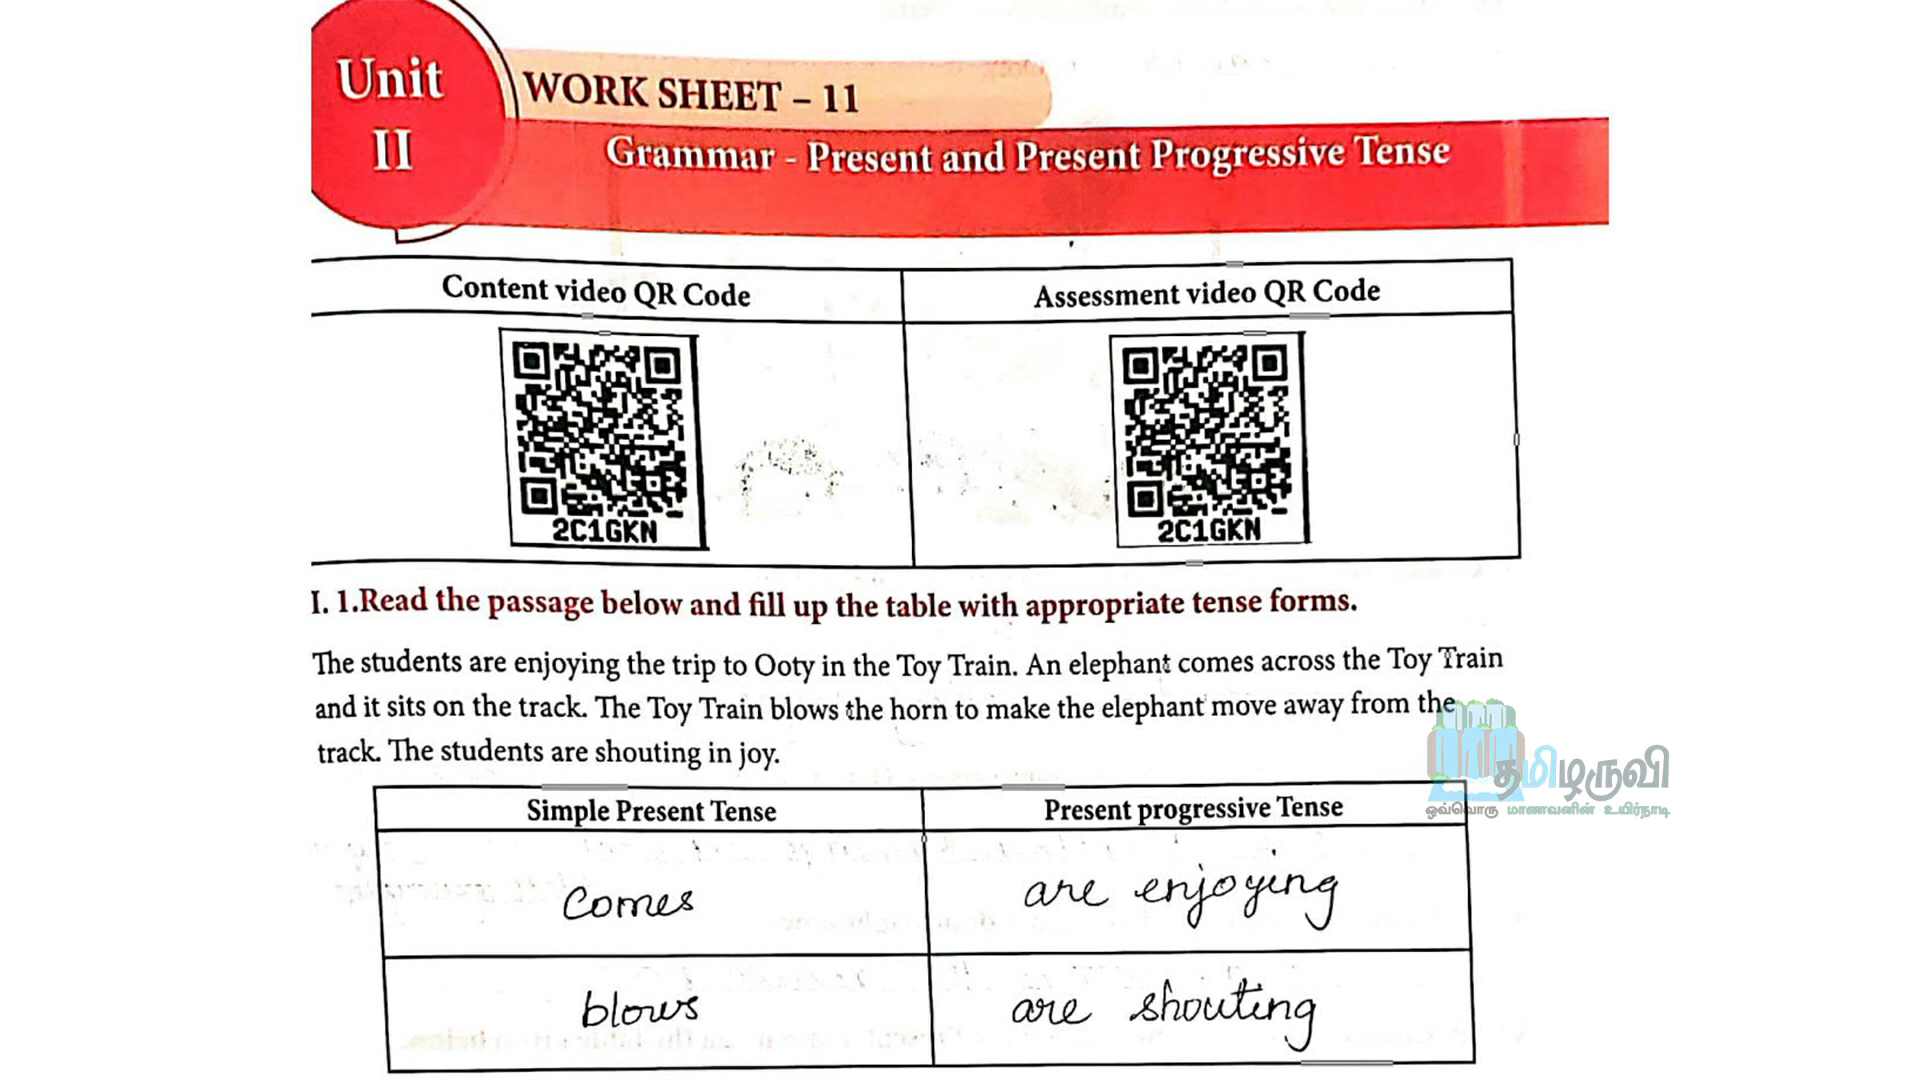 Unit
II
WORK SHEET – 11
Grammar - Present and Present Progressive Tense
Content video QR Code
Assessment video QR Code
2C1GKN
2C1GKN
I. 1.Read the passage below and fill up the table with appropriate tense forms.
The students are enjoying the trip to Ooty in the Toy Train. An elephant comes across the Toy Train
and it sits on the track. The Toy Train blows the horn to make the elephant move away from the
track. The students are shouting in joy.
தமிழருவி
ஒவ்வொரு மாணவனின் உயிர்நாடி
Simple Present Tense
Present progressive Tense
comes
are enjoying
blows
are shouting